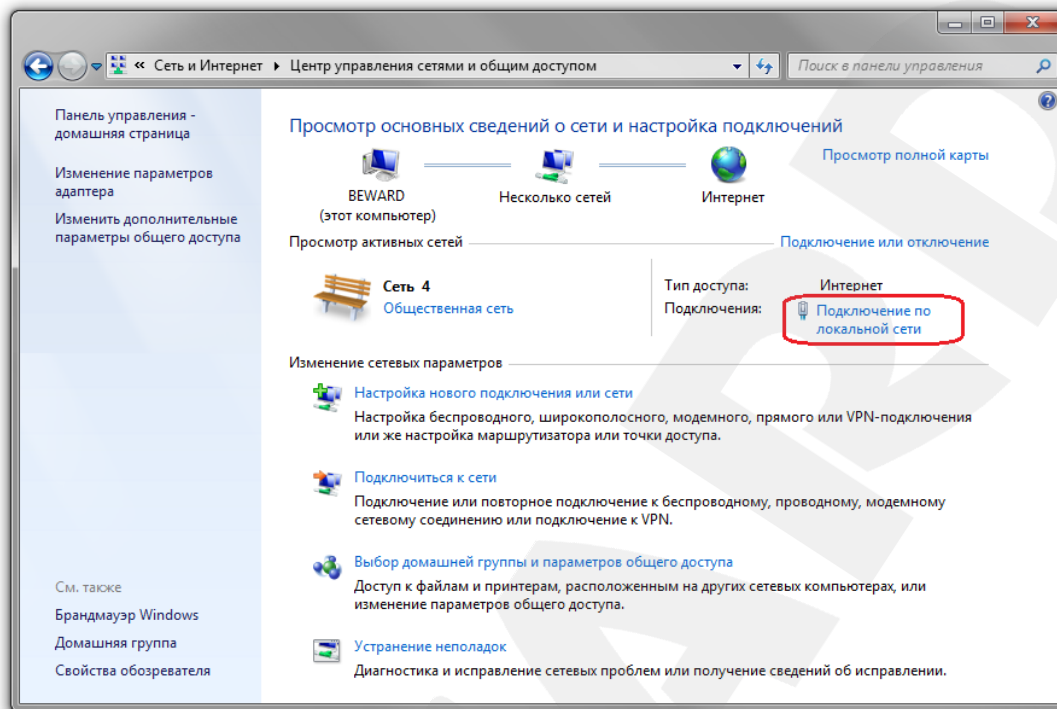 « Сеть и Интернет ▸ Центр управления сетями и общим доступом
Поиск в панели управления
Панель управления -
домашняя страница
Изменение параметров
адаптера
Изменить дополнительные
параметры общего доступа
Просмотр основных сведений о сети и настройка подключений
Просмотр полной карты
BEWARD
(этот компьютер)
Несколько сетей
Интернет
Просмотр активных сетей
Подключение или отключение
Сеть 4
Общественная сеть
Тип доступа: Интернет
Подключения: Подключение по
локальной сети
Изменение сетевых параметров
Настройка нового подключения или сети
Настройка беспроводного, широкополосного, модемного, прямого или VPN-подключения
или же настройка маршрутизатора или точки доступа.
Подключиться к сети
Подключение или повторное подключение к беспроводному, проводному, модемному
сетевому соединению или подключение к VPN.
Выбор домашней группы и параметров общего доступа
Доступ к файлам и принтерам, расположенным на других сетевых компьютерах, или
изменение параметров общего доступа.
Устранение неполадок
Диагностика и исправление сетевых проблем или получение сведений об исправлении.
См. также
Брандмауэр Windows
Домашняя группа
Свойства обозревателя